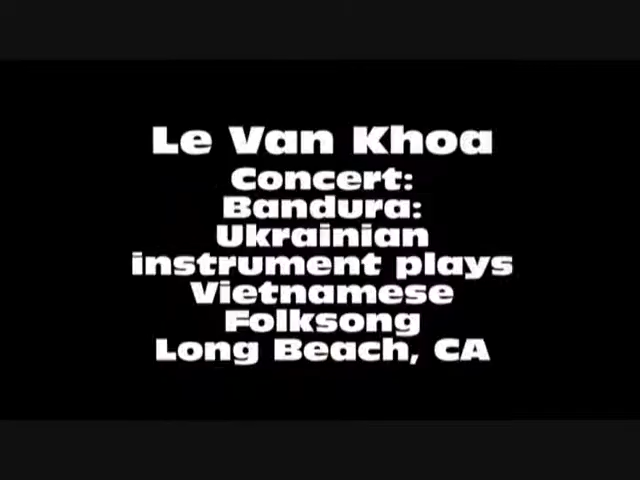 Le Van Khoa
Concert:
Bandura:
Ukrainian
instrument plays
Vietnamese
Folksong
Long Beach, CA